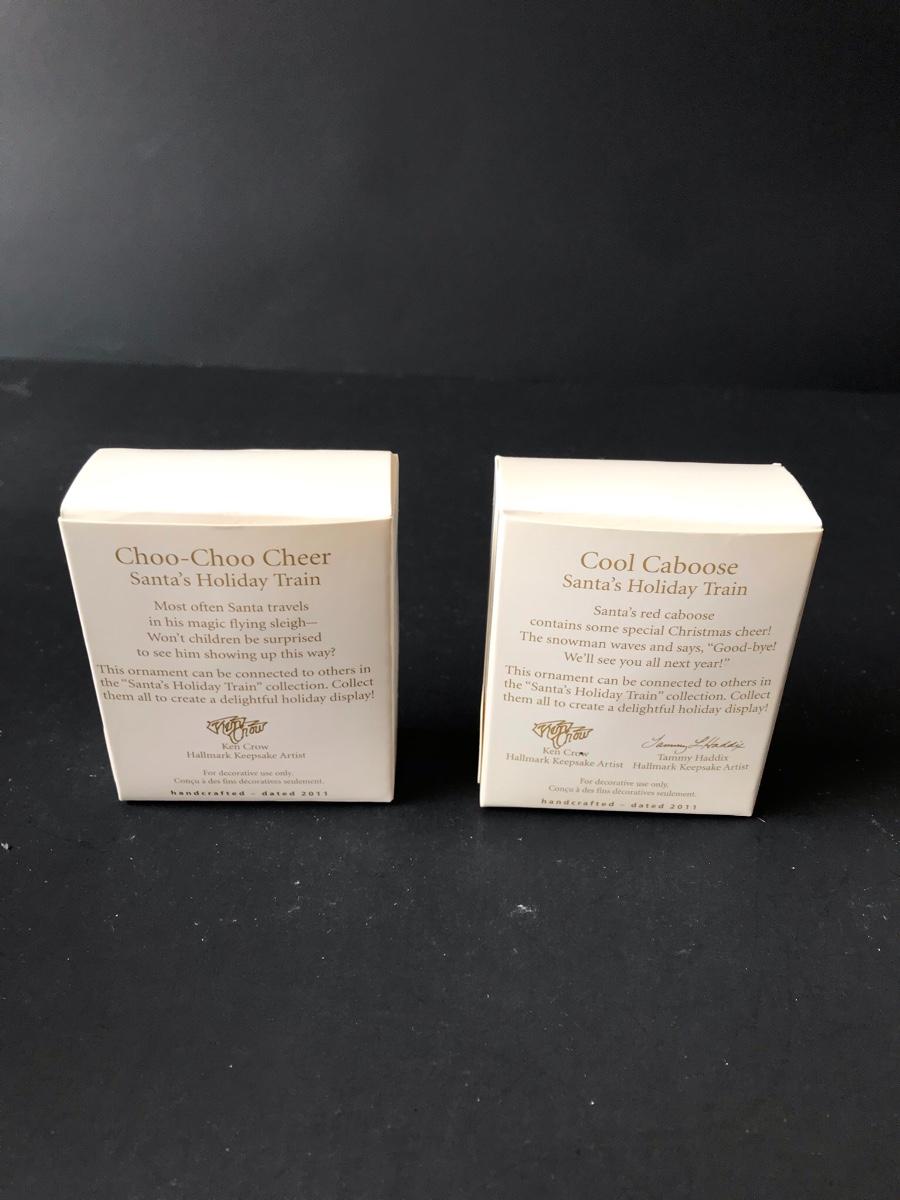 Choo-Choo Cheer
Santa's Holiday Train
Most often Santa travels
in his magic flying sleigh—
Won't children be surprised
to see him showing up this way?
This ornament can be connected to others in
the "Santa's Holiday Train" collection. Collect
them all to create a delightful holiday display!
Ken Crow
Ken Crow
Hallmark Keepsake Artist
For decorative use only.
Conçu à des fins décoratives seulement.
handcrafted – dated 2011
Cool Caboose
Santa's Holiday Train
Santa's red caboose
contains some special Christmas cheer!
The snowman waves and says, "Good-bye!
We'll see you all next year!"
This ornament can be connected to others in
the "Santa's Holiday Train" collection. Collect
them all to create a delightful holiday display!
Ken Crow
Ken Crow
Hallmark Keepsake Artist
Tammy L Haddix
Tammy Haddix
Hallmark Keepsake Artist
For decorative use only.
Conçu à des fins décoratives seulement.
handcrafted – dated 2011